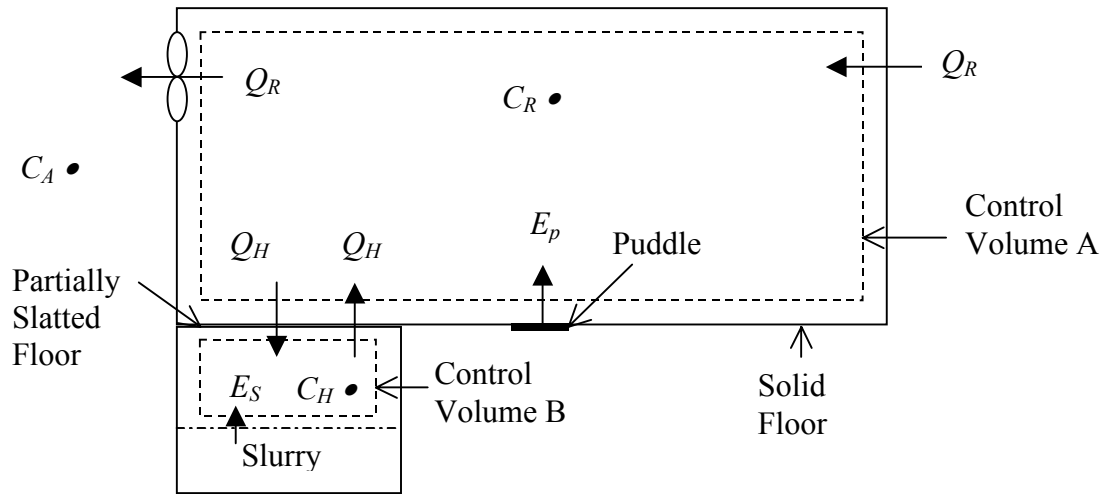 Q_R
Q_R
C_R
C_A
Control
Volume A
E_p
Puddle
Q_H
Q_H
Partially
Slatted
Floor
E_S
C_H
Control
Volume B
Solid
Floor
Slurry